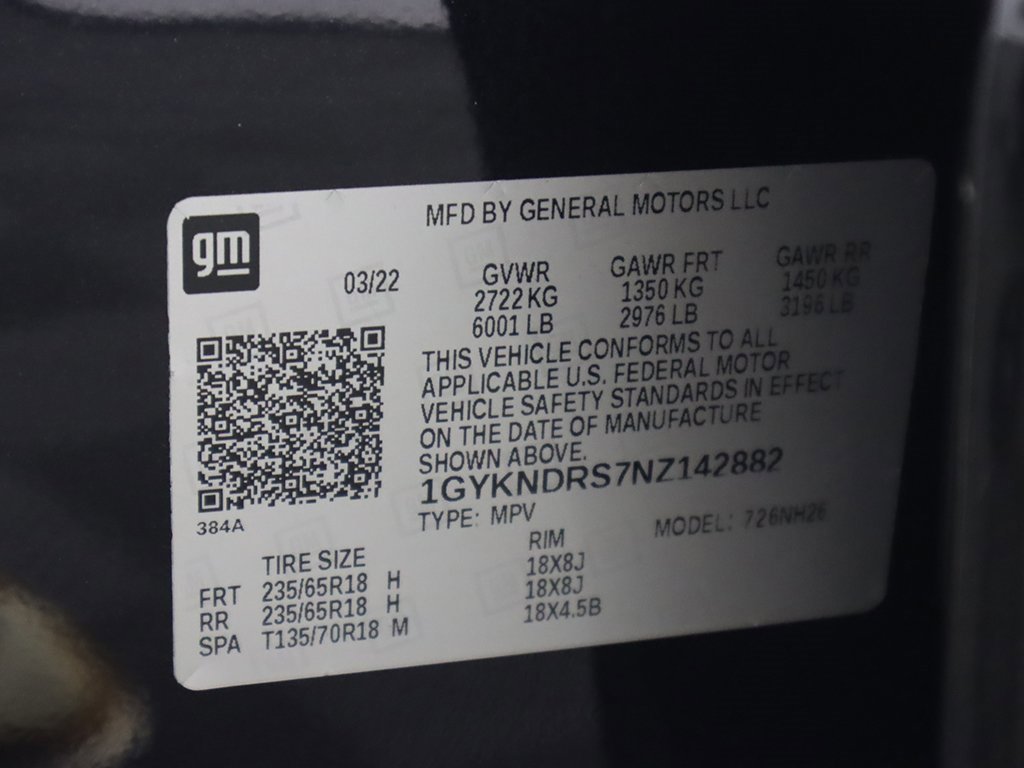 MFD BY GENERAL MOTORS LLC
gm
03/22 GVWR GAWR FRT GAWR RR
2722 KG 1350 KG 1450 KG
6001 LB 2976 LB 3196 LB
THIS VEHICLE CONFORMS TO ALL
APPLICABLE U.S. FEDERAL MOTOR
VEHICLE SAFETY STANDARDS IN EFFECT
ON THE DATE OF MANUFACTURE
SHOWN ABOVE.
1GYKNDRS7NZ142882
384A
TYPE: MPV MODEL: 726NH26
TIRE SIZE RIM
FRT 235/65R18 H 18X8J
RR 235/65R18 H 18X8J
SPA T135/70R18 M 18X4.5B